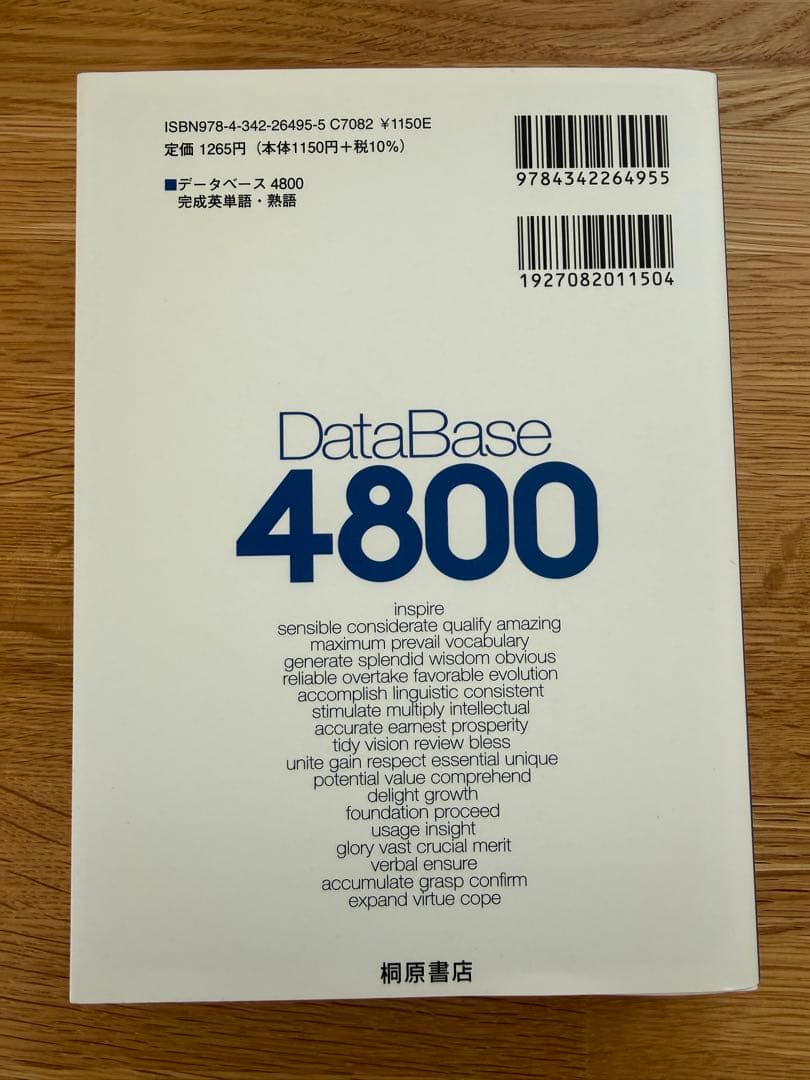 ISBN978-4-342-26495-5 C7082 ¥1150E
定価 1265円（本体1150円＋税10%）
■データベース 4800
完成英単語・熟語
9784342264955
1927082011504
DataBase
4800
inspire
sensible considerate qualify amazing
maximum prevail vocabulary
generate splendid wisdom obvious
reliable overtake favorable evolution
accomplish linguistic consistent
stimulate multiply intellectual
accurate earnest prosperity
tidy vision review bless
unite gain respect essential unique
potential value comprehend
delight growth
foundation proceed
usage insight
glory vast crucial merit
verbal ensure
accumulate grasp confirm
expand virtue cope
桐原書店